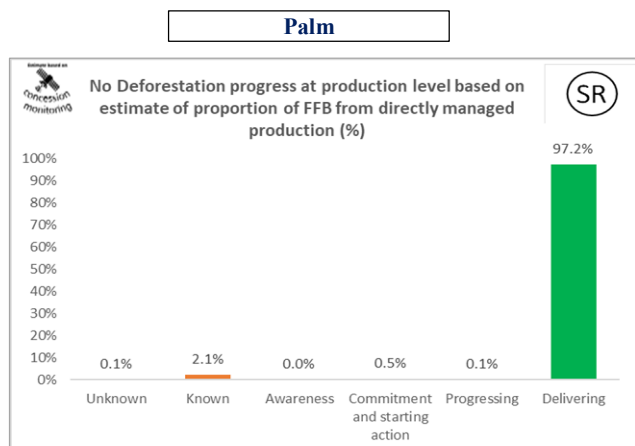 Palm
Estimate based on
concession
monitoring
No Deforestation progress at production level based on
estimate of proportion of FFB from directly managed
production (%)
SR
97.2%
100%
90%
80%
70%
60%
50%
40%
30%
20%
10%
0%
0.1%
2.1%
0.0%
0.5%
0.1%
Unknown
Known
Awareness
Commitment
and starting
action
Progressing
Delivering